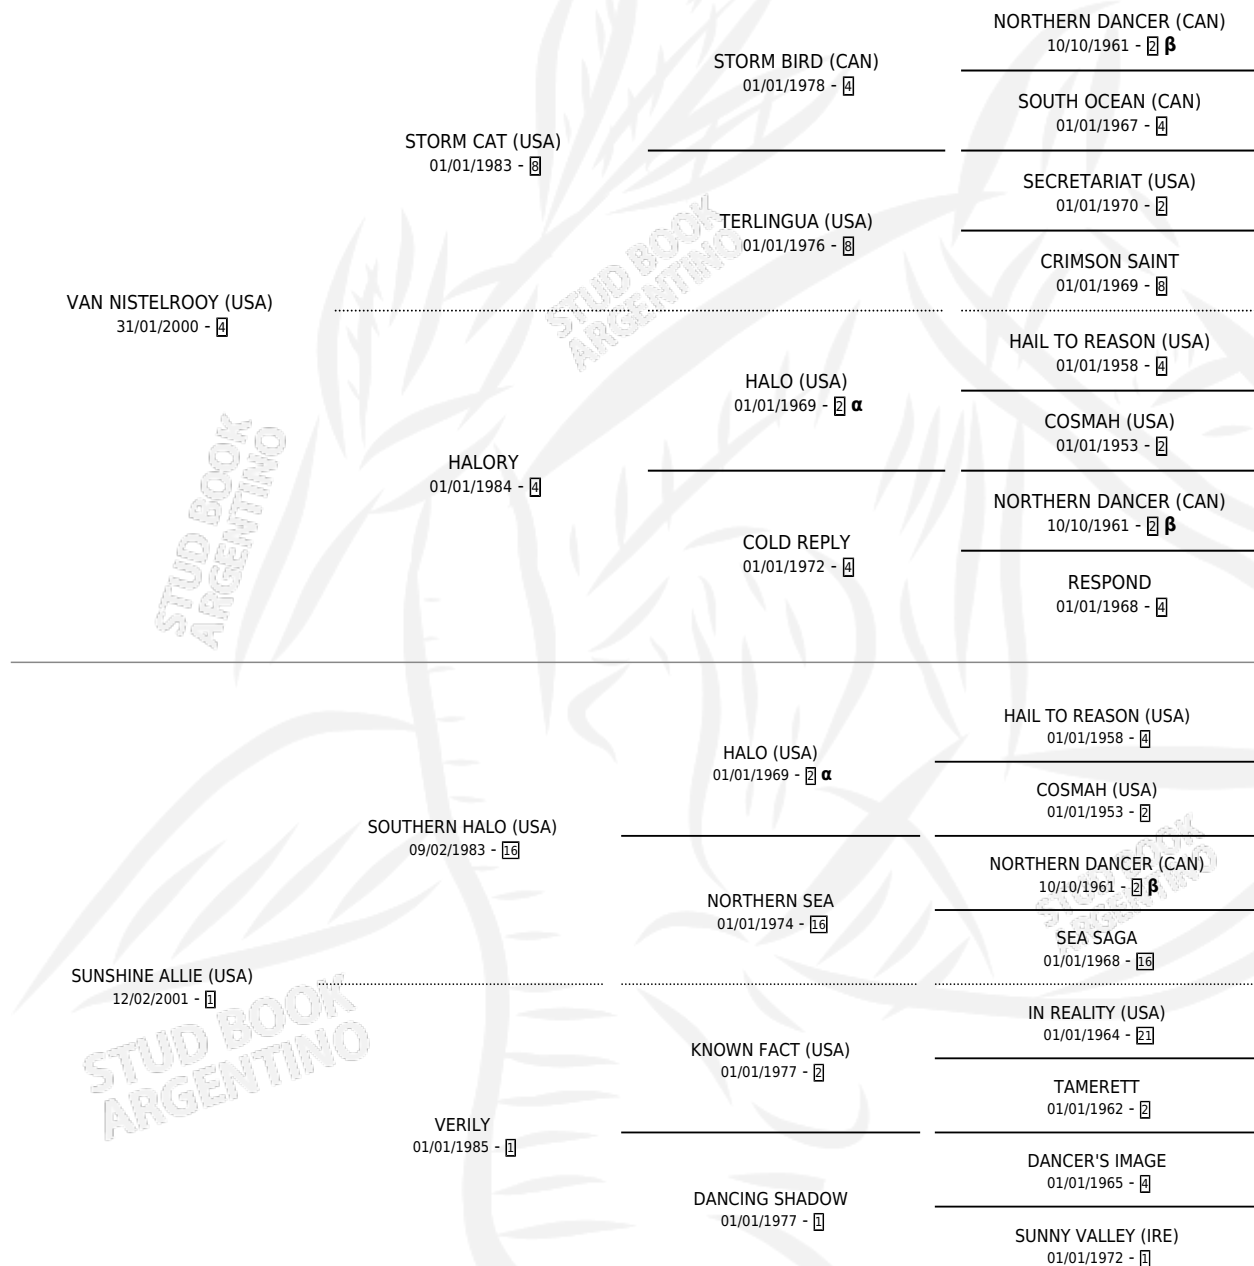 NORTHERN DANCER (CAN)
10/10/1961 - 2 β
STORM BIRD (CAN)
01/01/1978 - 4
SOUTH OCEAN (CAN)
01/01/1967 - 4
STORM CAT (USA)
01/01/1983 - 8
SECRETARIAT (USA)
01/01/1970 - 2
TERLINGUA (USA)
01/01/1976 - 8
CRIMSON SAINT
01/01/1969 - 8
VAN NISTELROOY (USA)
31/01/2000 - 4
HAIL TO REASON (USA)
01/01/1958 - 4
HALO (USA)
01/01/1969 - 2 α
COSMAH (USA)
01/01/1953 - 2
HALORY
01/01/1984 - 4
NORTHERN DANCER (CAN)
10/10/1961 - 2 β
COLD REPLY
01/01/1972 - 4
RESPOND
01/01/1968 - 4
HAIL TO REASON (USA)
01/01/1958 - 4
HALO (USA)
01/01/1969 - 2 α
COSMAH (USA)
01/01/1953 - 2
SOUTHERN HALO (USA)
09/02/1983 - 16
NORTHERN DANCER (CAN)
10/10/1961 - 2 β
NORTHERN SEA
01/01/1974 - 16
SEA SAGA
01/01/1968 - 16
SUNSHINE ALLIE (USA)
12/02/2001 - 1
IN REALITY (USA)
01/01/1964 - 21
KNOWN FACT (USA)
01/01/1977 - 2
TAMERETT
01/01/1962 - 2
VERILY
01/01/1985 - 1
DANCER'S IMAGE
01/01/1965 - 4
DANCING SHADOW
01/01/1977 - 1
SUNNY VALLEY (IRE)
01/01/1972 - 1
STUD BOOK
ARGENTINO
STUD BOOK
ARGENTINO
STUD BOOK
ARGENTINO
STUD BOOK
ARGENTINO